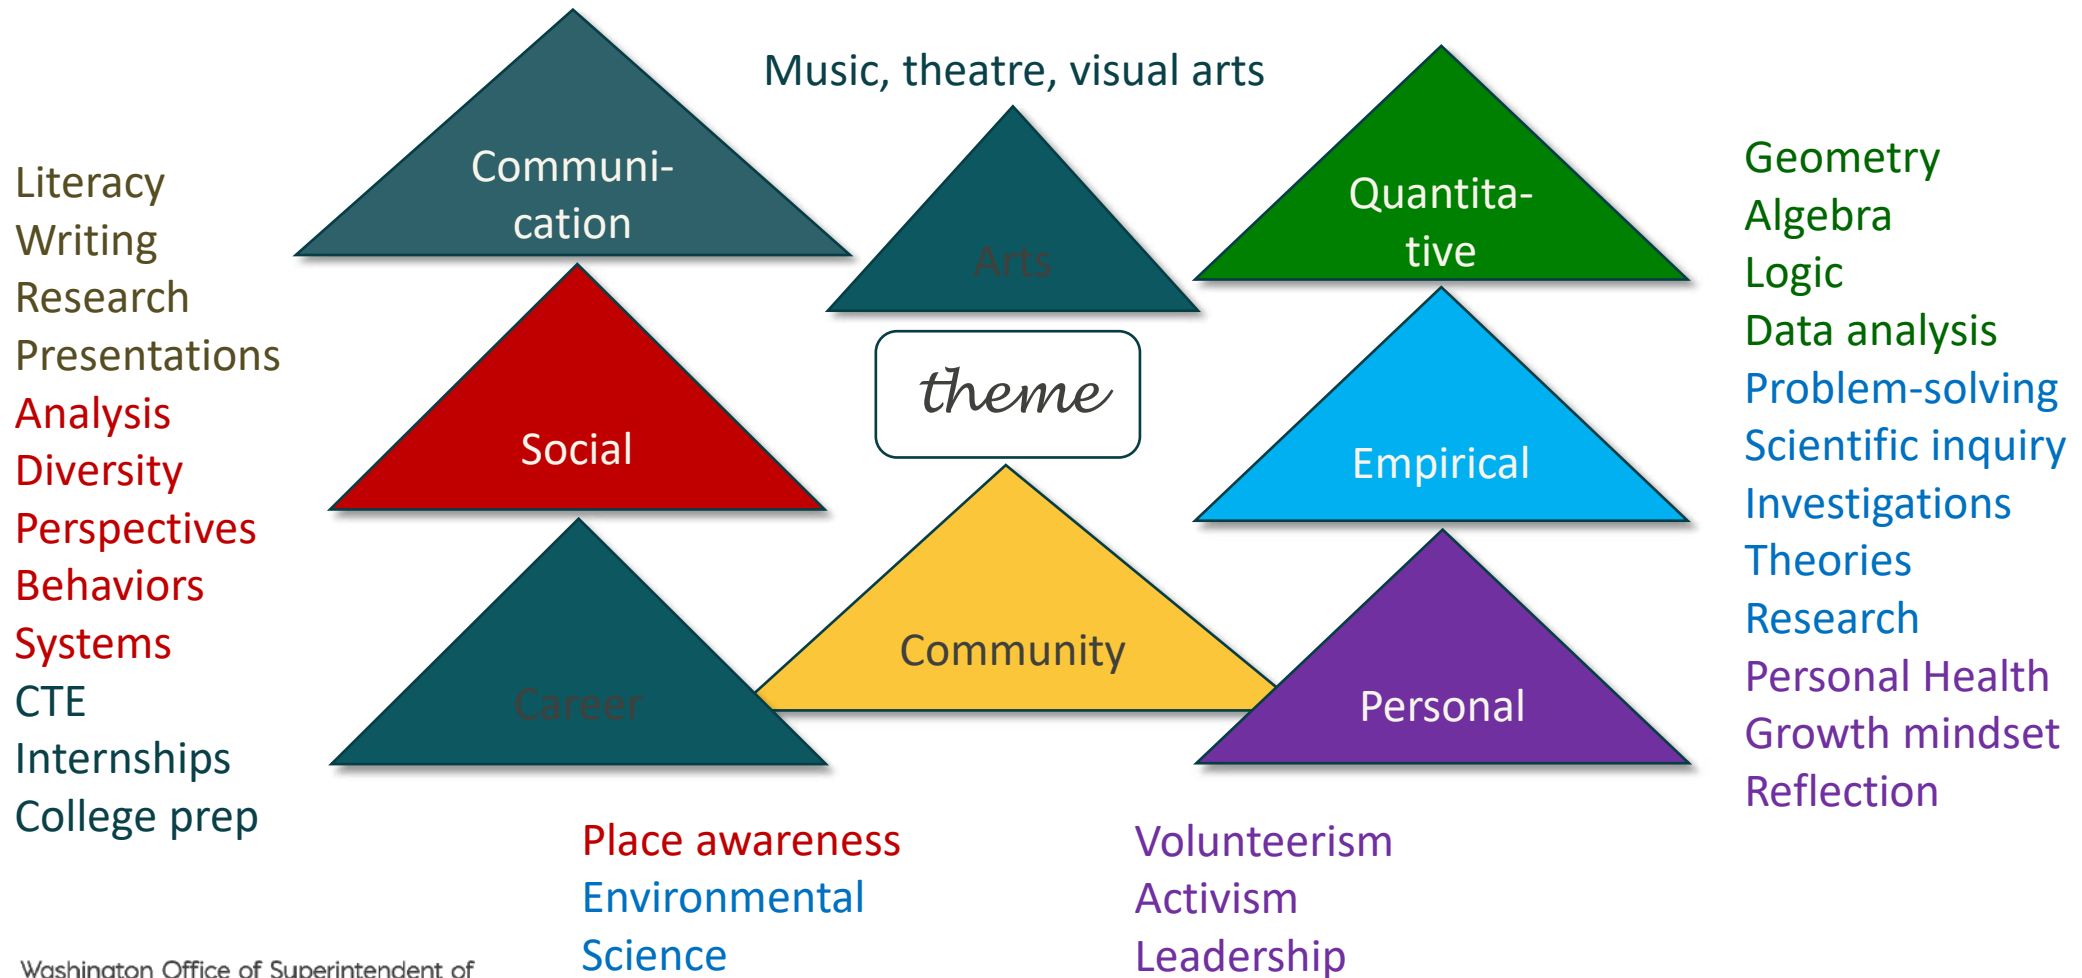 Music, theatre, visual arts
Communi-
cation
Arts
Quantita-
tive
theme
Social
Empirical
Community
Career
Personal
Literacy
Writing
Research
Presentations
Analysis
Diversity
Perspectives
Behaviors
Systems
CTE
Internships
College prep
Geometry
Algebra
Logic
Data analysis
Problem-solving
Scientific inquiry
Investigations
Theories
Research
Personal Health
Growth mindset
Reflection
Place awareness
Environmental
Science
Volunteerism
Activism
Leadership
Washington Office of Superintendent of